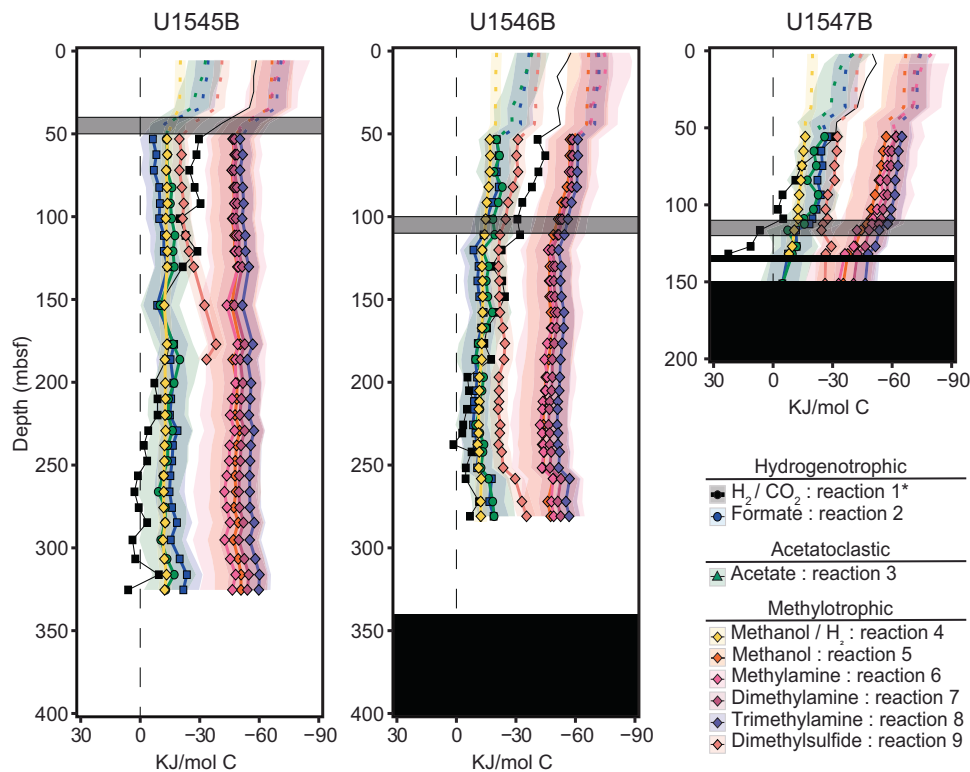 U1545B
U1546B
U1547B
0
50
100
150
200
250
300
350
400
Depth (mbsf)
30
0
−30
−60
−90
KJ/mol C
0
50
100
150
200
250
300
350
400
30
0
−30
−60
−90
KJ/mol C
0
50
100
150
200
30
0
−30
−60
−90
KJ/mol C
Hydrogenotrophic
H2 / CO2 : reaction 1*
Formate : reaction 2
Acetatoclastic
Acetate : reaction 3
Methylotrophic
Methanol / H2 : reaction 4
Methanol : reaction 5
Methylamine : reaction 6
Dimethylamine : reaction 7
Trimethylamine : reaction 8
Dimethylsulfide : reaction 9